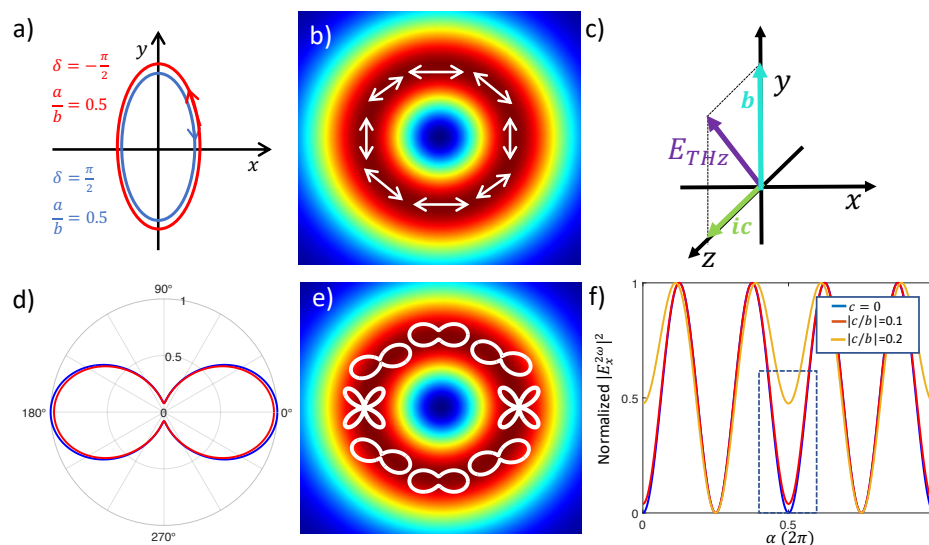 a)
y
δ = −π/2
a/b = 0.5
x
δ = π/2
a/b = 0.5
b)
c)
y
b
E_THz
x
ic
z
d)
90°
1
0.5
180°
0
0°
270°
e)
f)
Normalized |E_x^{2ω}|^2
1
0.5
0
c = 0
|c/b|=0.1
|c/b|=0.2
0
0.5
α (2π)